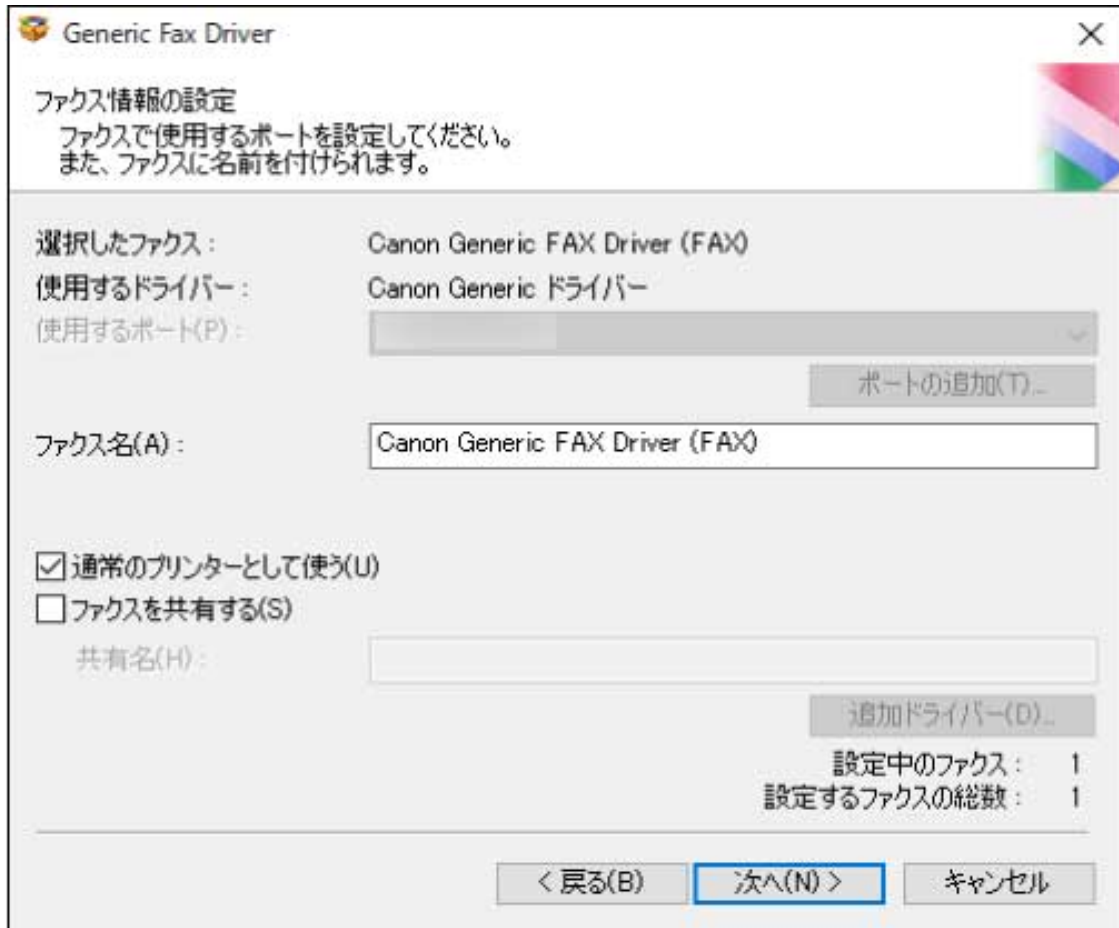 Generic Fax Driver
ファクス情報の設定
ファクスで使用するポートを設定してください。
また、ファクスに名前を付けられます。
選択したファクス : Canon Generic FAX Driver (FAX)
使用するドライバー : Canon Generic ドライバー
使用するポート(P) :
ポートの追加(T)...
ファクス名(A) : Canon Generic FAX Driver (FAX)
通常のプリンターとして使う(U)
ファクスを共有する(S)
共有名(H) :
追加ドライバー(D)...
設定中のファクス : 1
設定するファクスの総数 : 1
< 戻る(B) 次へ(N) > キャンセル